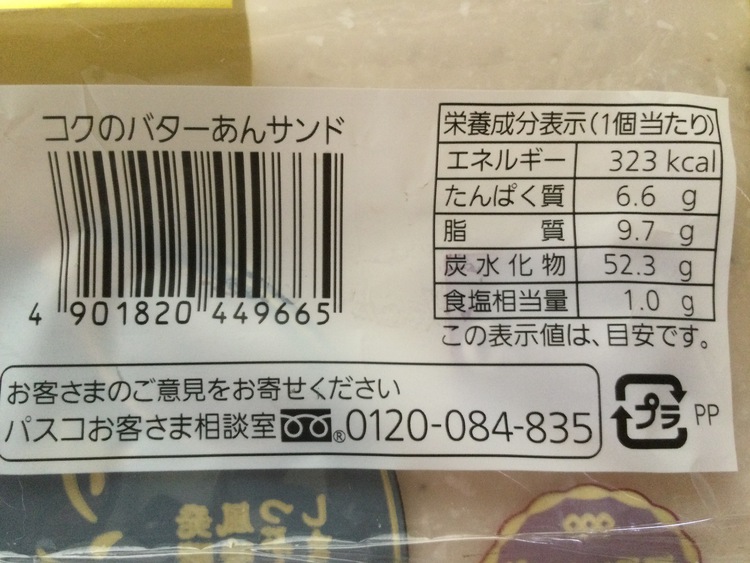 コクのバターあんサンド
4 901820 449665
栄養成分表示(1個当たり)
エネルギー 323 kcal
たんぱく質 6.6 g
脂質 9.7 g
炭水化物 52.3 g
食塩相当量 1.0 g
この表示値は、目安です。
お客さまのご意見をお寄せください
パスコお客さま相談室 ® 0120-084-835
プラ PP